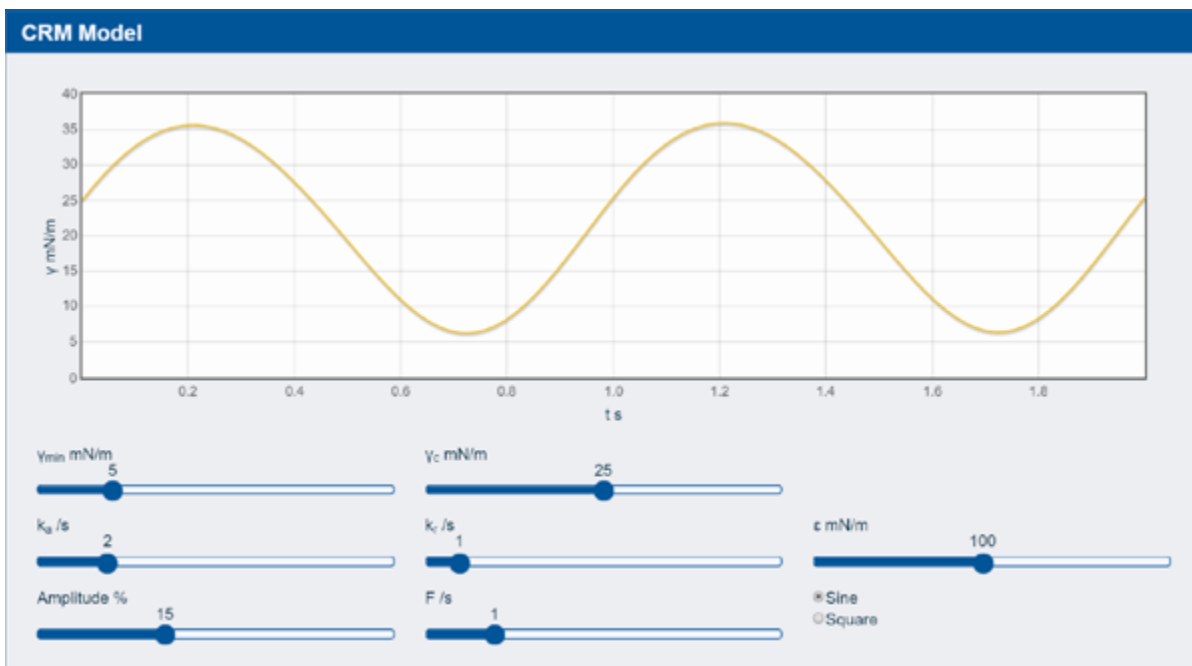 CRM Model
40
35
30
25
20
15
10
5
0
γ mN/m
0.2 0.4 0.6 0.8 1.0 1.2 1.4 1.6 1.8
t s
γmin mN/m γc mN/m
5 25
ka /s kr /s ε mN/m
2 1 100
Amplitude % F /s Sine
15 1 Square